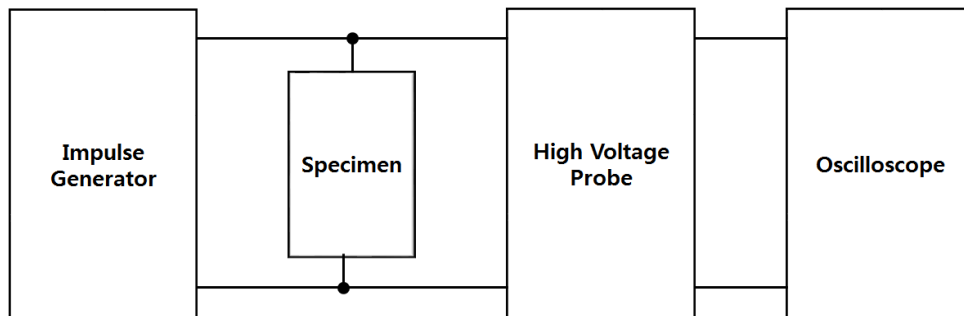 Impulse
Generator
Specimen
High Voltage
Probe
Oscilloscope